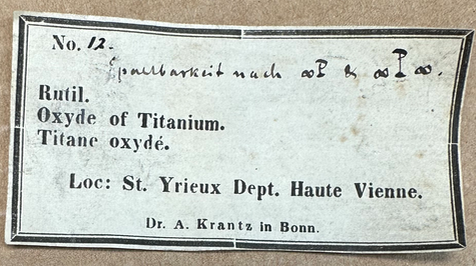 No. 12.
Spaltbarkeit nach ∞P & ∞P∞.
Rutil.
Oxyde of Titanium.
Titane oxydé.
Loc: St. Yrieux Dept. Haute Vienne.
Dr. A. Krantz in Bonn.